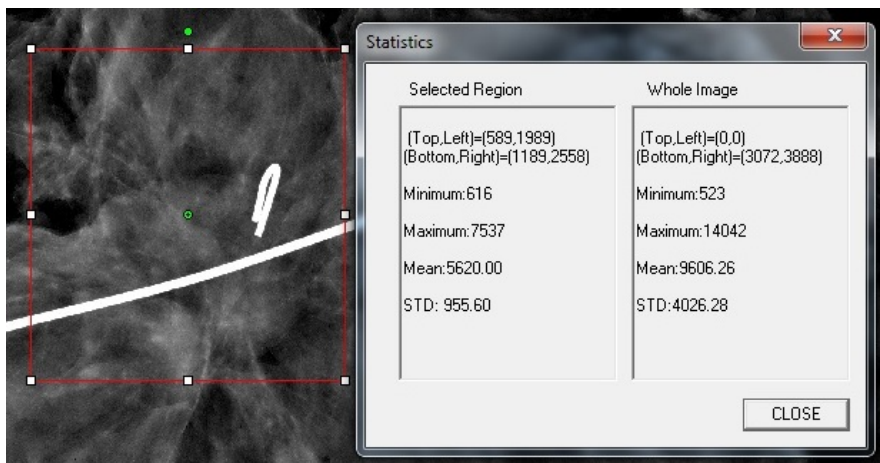 Statistics
Selected Region
(Top,Left)=(589,1989)
(Bottom,Right)=(1189,2558)
Minimum:616
Maximum:7537
Mean:5620.00
STD: 955.60
Whole Image
(Top,Left)=(0,0)
(Bottom,Right)=(3072,3888)
Minimum:523
Maximum:14042
Mean:9606.26
STD:4026.28
CLOSE